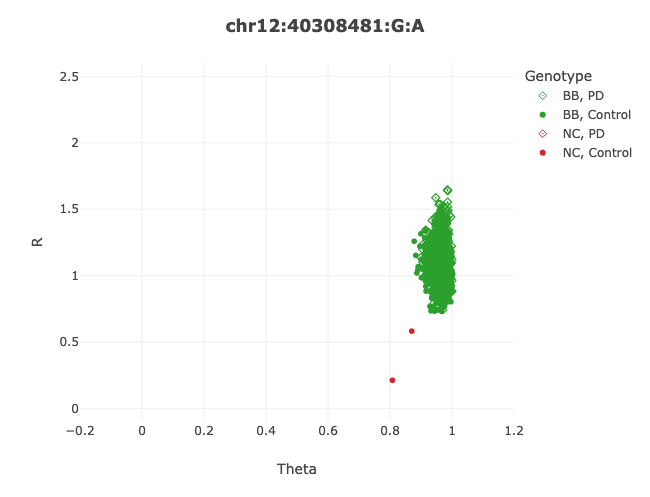 chr12:40308481:G:A
Genotype
BB, PD
BB, Control
NC, PD
NC, Control
2.5
2
1.5
1
0.5
0
R
−0.2
0
0.2
0.4
0.6
0.8
1
1.2
Theta